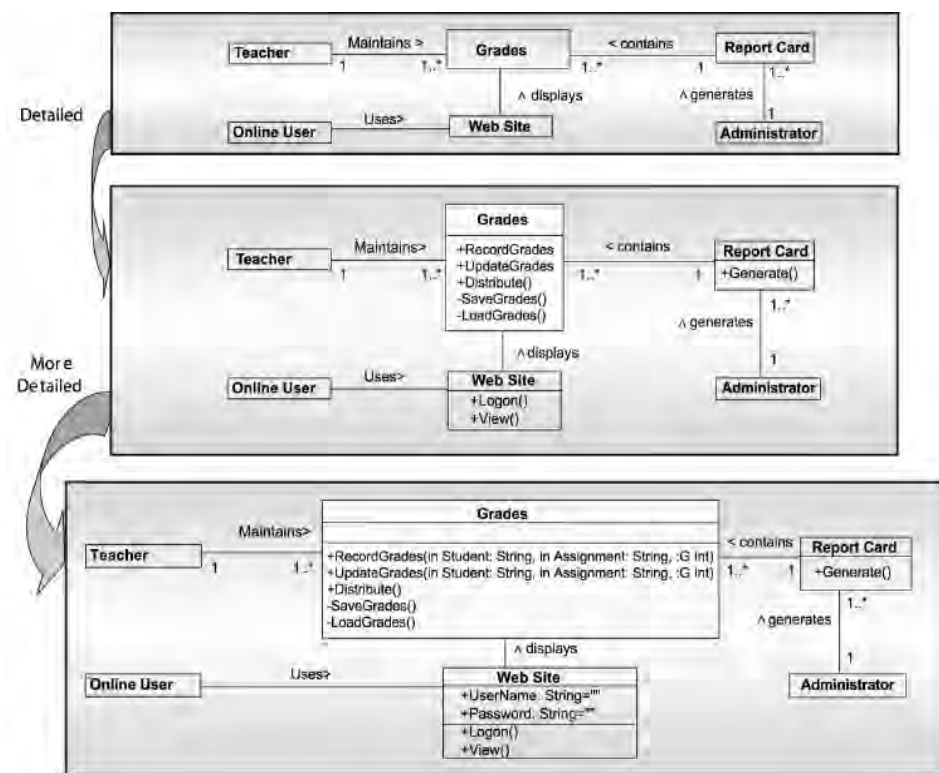 Detailed
Teacher
Maintains >
1
1..*
Grades
< contains
1..*
1
Report Card
1..*
∧ generates
1
Administrator
∧ displays
Online User
Uses>
Web Site
More
Detailed
Teacher
Maintains>
1
1..*
Grades
+RecordGrades
+UpdateGrades
+Distribute()
-SaveGrades()
-LoadGrades()
< contains
1..*
1
Report Card
+Generate()
1..*
∧ generates
1
Administrator
∧ displays
Online User
Uses>
Web Site
+Logon()
+View()
Teacher
Maintains>
1
1..*
Grades
+RecordGrades(in Student: String, in Assignment: String, :G Int)
+UpdateGrades(in Student: String, in Assignment: String, :G Int)
+Distribute()
-SaveGrades()
-LoadGrades()
< contains
1..*
1
Report Card
+Generate()
1..*
∧ generates
1
Administrator
∧ displays
Online User
Uses>
Web Site
+UserName: String=""
+Password: String=""
+Logon()
+View()